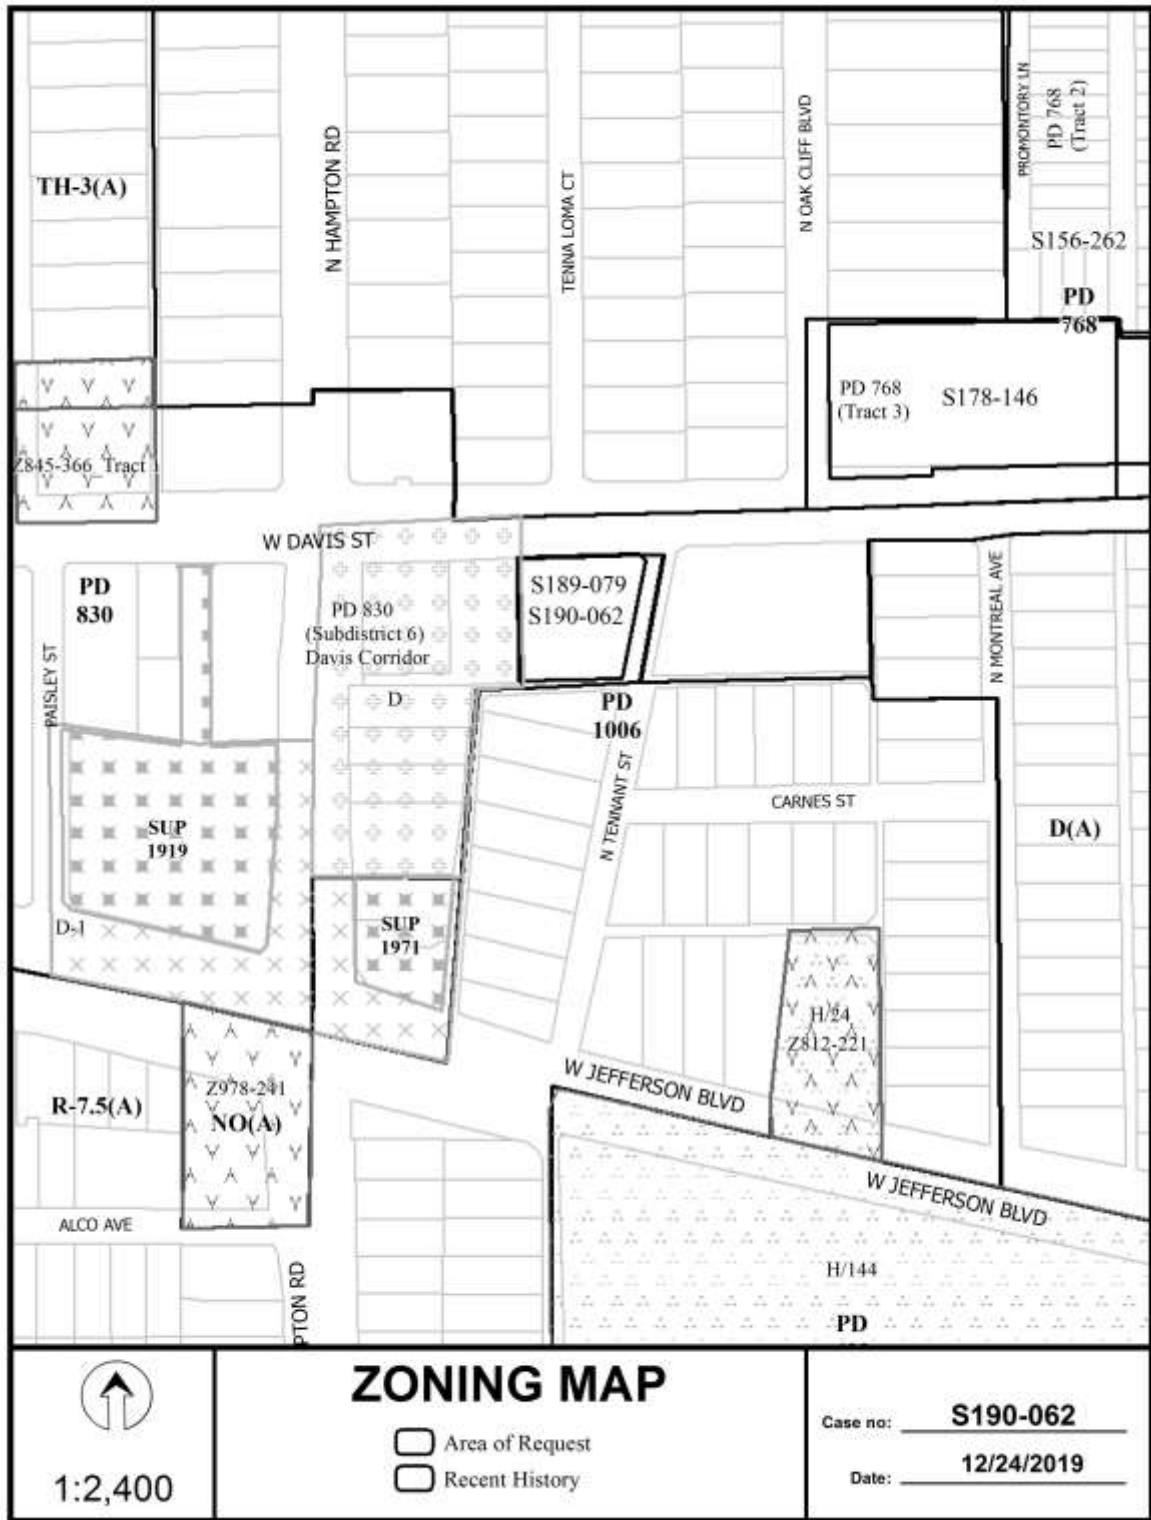 PROMONTORY LN
PD 768
(Tract 2)
N HAMPTON RD
TENNA LOMA CT
N OAK CLIFF BLVD
TH-3(A)
S156-262
PD
768
PD 768
(Tract 3)
S178-146
Z845-366_Tract
W DAVIS ST
PD
830
PD 830
(Subdistrict 6)
Davis Corridor
S189-079
S190-062
N MONTREAL AVE
PAISLEY ST
D
PD
1006
N TENNANT ST
CARNES ST
D(A)
SUP
1919
D-1
SUP
1971
H/24
Z812-221
W JEFFERSON BLVD
R-7.5(A)
Z978-241
NO(A)
W JEFFERSON BLVD
ALCO AVE
PTON RD
H/144
PD
1:2,400
ZONING MAP
Area of Request
Recent History
Case no: S190-062
Date: 12/24/2019